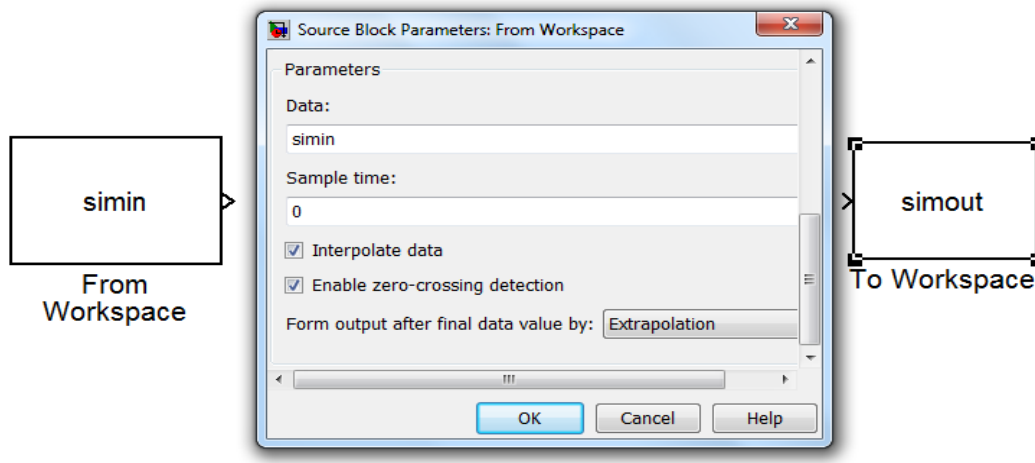 Source Block Parameters: From Workspace
Parameters
Data:
simin
Sample time:
0
Interpolate data
Enable zero-crossing detection
Form output after final data value by: Extrapolation
OK Cancel Help
simin
From
Workspace
simout
To Workspace